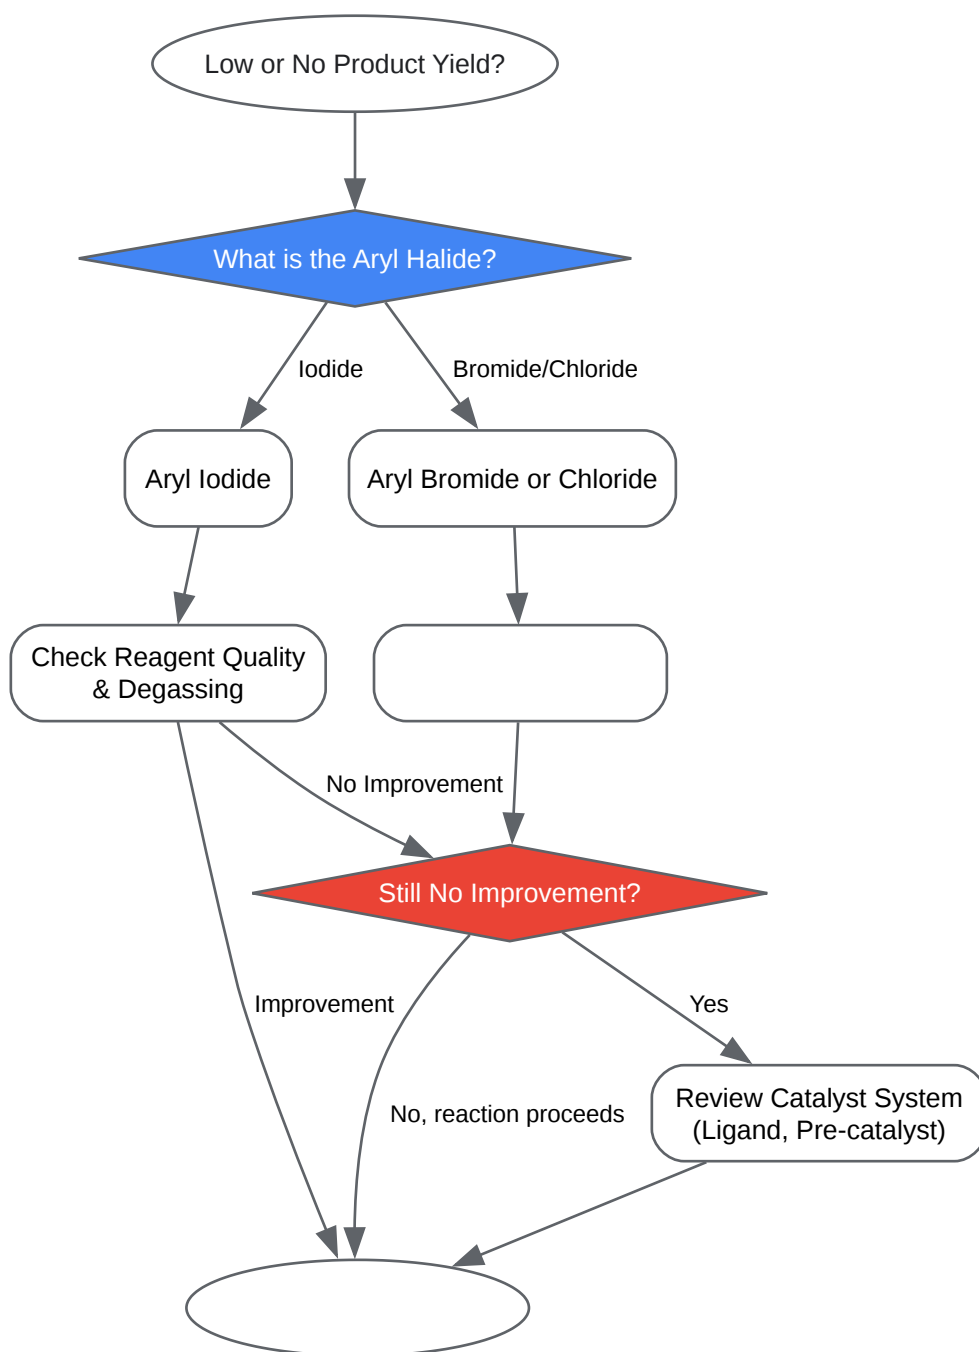 Low or No Product Yield?
What is the Aryl Halide?
Iodide
Bromide/Chloride
Aryl Iodide
Aryl Bromide or Chloride
Check Reagent Quality
& Degassing
No Improvement
Still No Improvement?
Improvement
Yes
Review Catalyst System
(Ligand, Pre-catalyst)
No, reaction proceeds